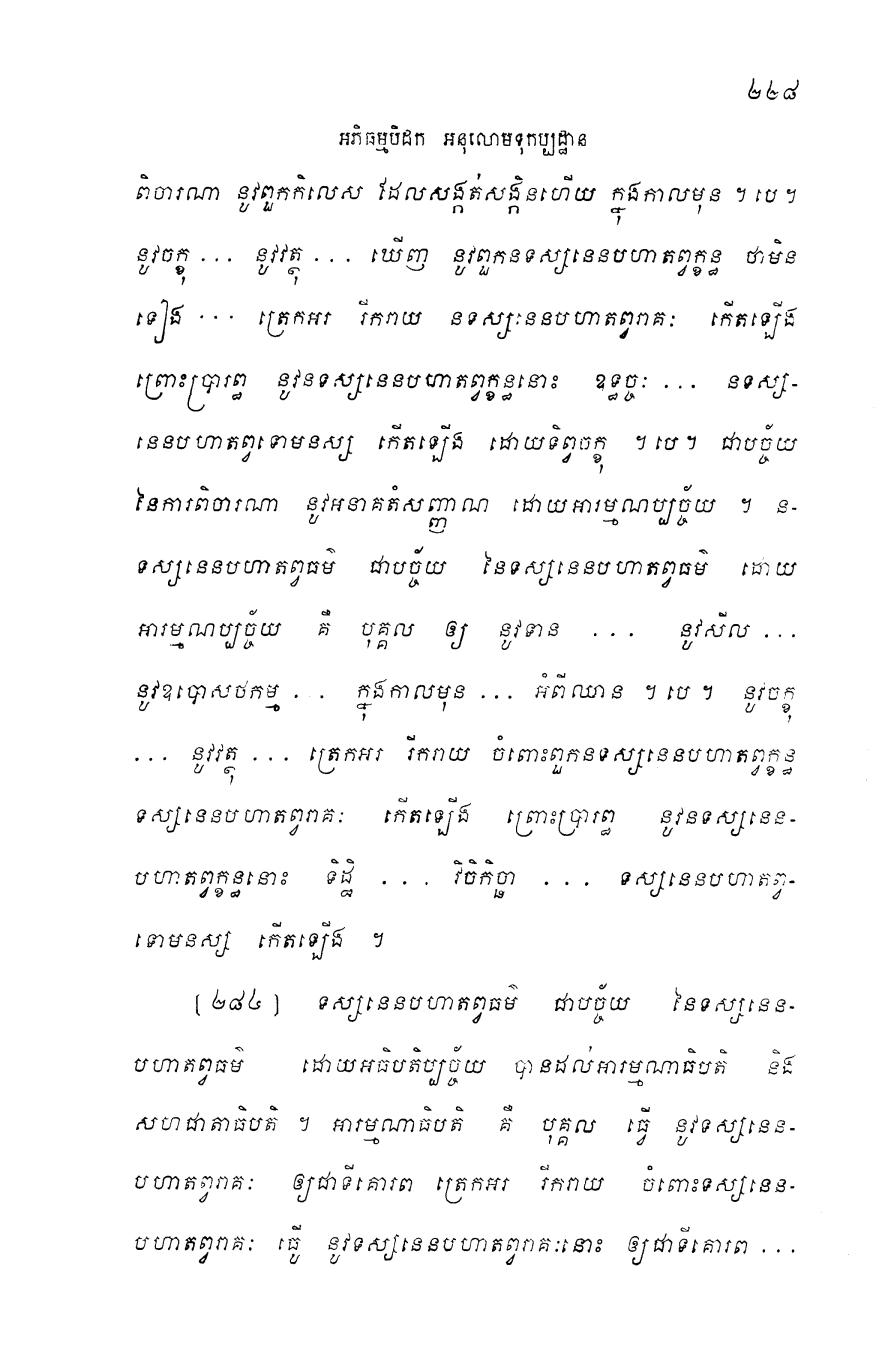 ២២៨
អភិធម្មបិដក អនុលោមទុកប្បដ្ឋាន
ពិចារណា នូវពួកកិលេស ដែលសង្កត់សង្កិនហើយ ក្នុងកាលមុន ។ បេ ។
នូវចក្ខុ ... នូវវត្ថុ ... ឃើញ នូវពួកនទស្សនេនបហាតព្វក្ខន្ធ ថាមិន
ទៀង ... ត្រេកអរ រីករាយ នទស្សនេនបហាតព្វរាគៈ កើតឡើង
ព្រោះប្រារព្ធ នូវនទស្សនេនបហាតព្វក្ខន្ធនោះ ឧទ្ធច្ចៈ ... នទស្ស-
នេនបហាតព្វទោមនស្ស កើតឡើង ដោយទិព្វចក្ខុ ។ បេ ។ ជាបច្ច័យ
នៃការពិចារណា នូវអនាគតំសញ្ញាណ ដោយអារម្មណប្បច្ច័យ ។ ន-
ទស្សនេនបហាតព្វធម៌ ជាបច្ច័យ នៃទស្សនេនបហាតព្វធម៌ ដោយ
អារម្មណប្បច្ច័យ គឺ បុគ្គល ឲ្យ នូវទាន ... នូវសីល ...
នូវឧបោសថកម្ម ... ក្នុងកាលមុន ... អំពីឈាន ។ បេ ។ នូវចក្ខុ
... នូវវត្ថុ ... ត្រេកអរ រីករាយ ចំពោះពួកនទស្សនេនបហាតព្វក្ខន្ធ
ទស្សនេនបហាតព្វរាគៈ កើតឡើង ព្រោះប្រារព្ធ នូវនទស្សនេន-
បហាតព្វក្ខន្ធនោះ ទិដ្ឋិ ... វិចិកិច្ឆា ... ទស្សនេនបហាតព្វ-
ទោមនស្ស កើតឡើង ។
[២៨៤] ទស្សនេនបហាតព្វធម៌ ជាបច្ច័យ នៃទស្សនេន-
បហាតព្វធម៌ ដោយអធិបតិប្បច្ច័យ បានដល់អារម្មណាធិបតិ និង
សហជាតាធិបតិ ។ អារម្មណាធិបតិ គឺ បុគ្គល ធ្វើ នូវទស្សនេន-
បហាតព្វរាគៈ ឲ្យជាទីគោរព ត្រេកអរ រីករាយ ចំពោះទស្សនេន-
បហាតព្វរាគៈ ធ្វើ នូវទស្សនេនបហាតព្វរាគៈនោះ ឲ្យជាទីគោរព ...